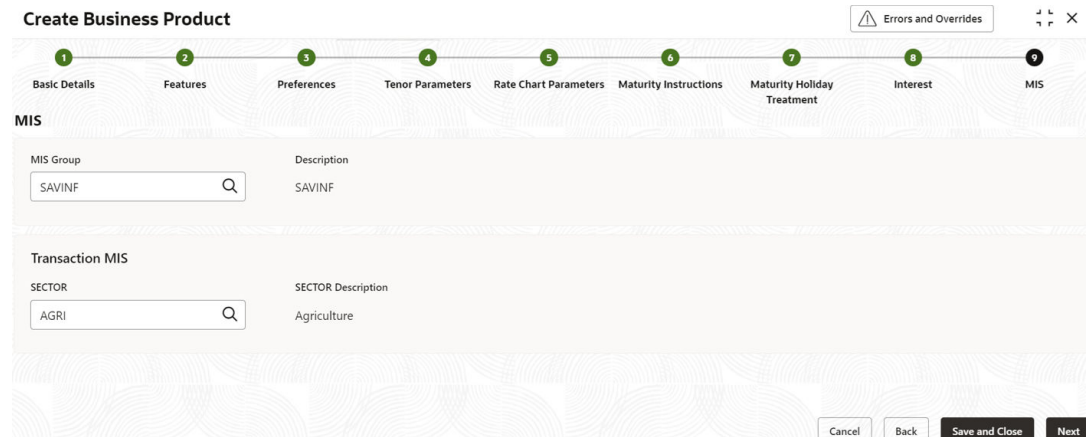 Create Business Product
Errors and Overrides
1 2 3 4 5 6 7 8 9
Basic Details Features Preferences Tenor Parameters Rate Chart Parameters Maturity Instructions Maturity Holiday Interest MIS
Treatment
MIS
MIS Group Description
SAVINF SAVINF
Transaction MIS
SECTOR SECTOR Description
AGRI Agriculture
Cancel Back Save and Close Next